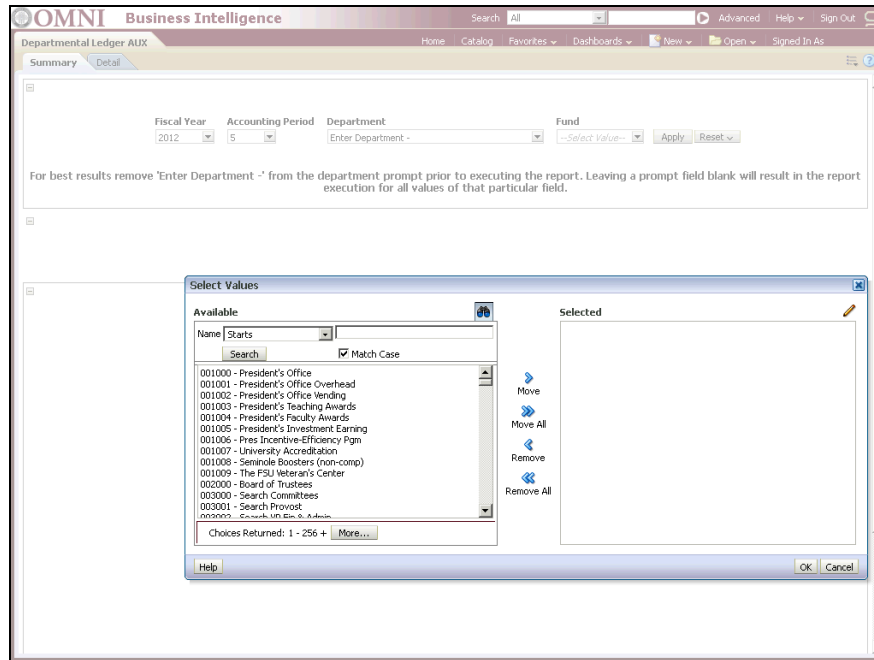 OMNI Business Intelligence Search All Advanced Help Sign Out
Departmental Ledger AUX Home Catalog Favorites Dashboards New Open Signed In As
Summary Detail
Fiscal Year Accounting Period Department Fund
2012 5 Enter Department - --Select Value-- Apply Reset
For best results remove 'Enter Department -' from the department prompt prior to executing the report. Leaving a prompt field blank will result in the report
execution for all values of that particular field.
Select Values
Available Selected
Name Starts
Search Match Case
001000 - President's Office
001001 - President's Office Overhead
001002 - President's Office Vending
001003 - President's Teaching Awards
001004 - President's Faculty Awards
001005 - President's Investment Earning
001006 - Pres Incentive-Efficiency Pgm
001007 - University Accreditation
001008 - Seminole Boosters (non-comp)
001009 - The FSU Veteran's Center
002000 - Board of Trustees
003000 - Search Committees
003001 - Search Provost
003002 - Search VP Fin & Admin
Move
Move All
Remove
Remove All
Choices Returned: 1 - 256 + More...
Help OK Cancel